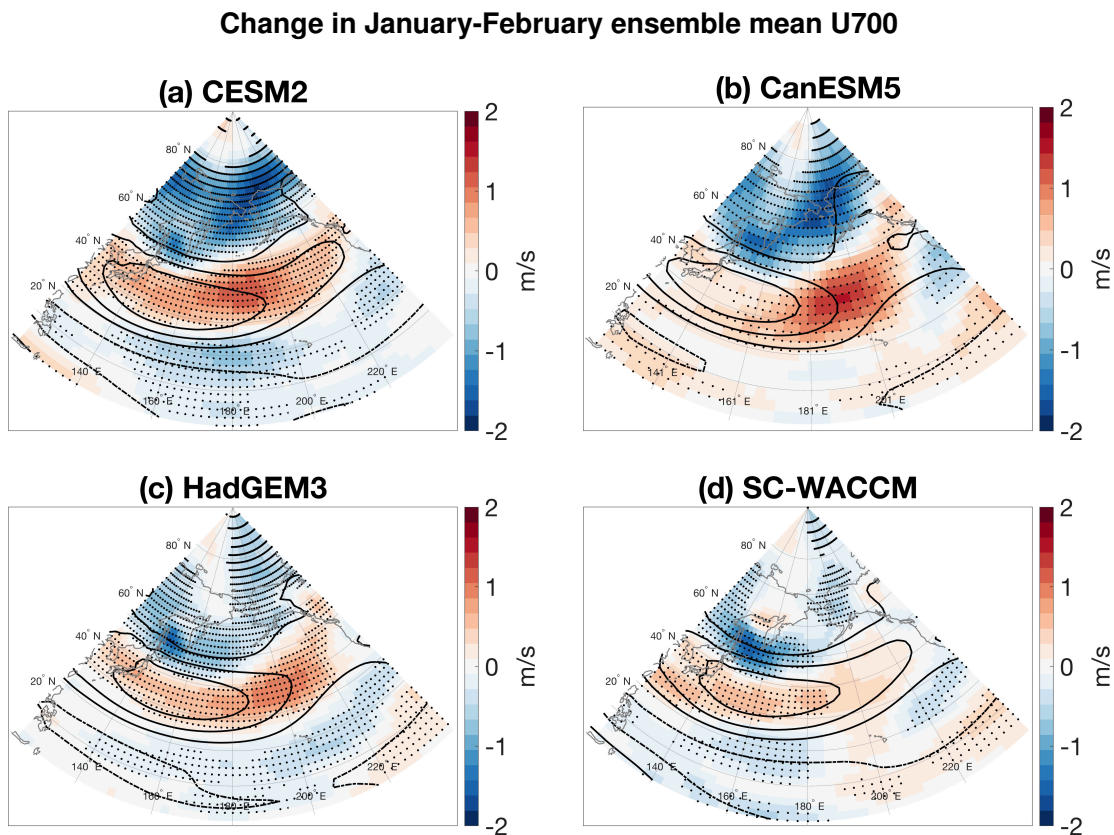 Change in January-February ensemble mean U700
(a) CESM2
80° N
60° N
40° N
20° N
140° E
160° E
180° E
200° E
220° E
2
1
0
-1
-2
m/s
(b) CanESM5
80° N
60° N
40° N
20° N
141° E
161° E
181° E
201° E
2
1
0
-1
-2
m/s
(c) HadGEM3
80° N
60° N
40° N
20° N
140° E
160° E
180° E
200° E
220° E
2
1
0
-1
-2
m/s
(d) SC-WACCM
80° N
60° N
40° N
20° N
140° E
160° E
180° E
200° E
220° E
2
1
0
-1
-2
m/s